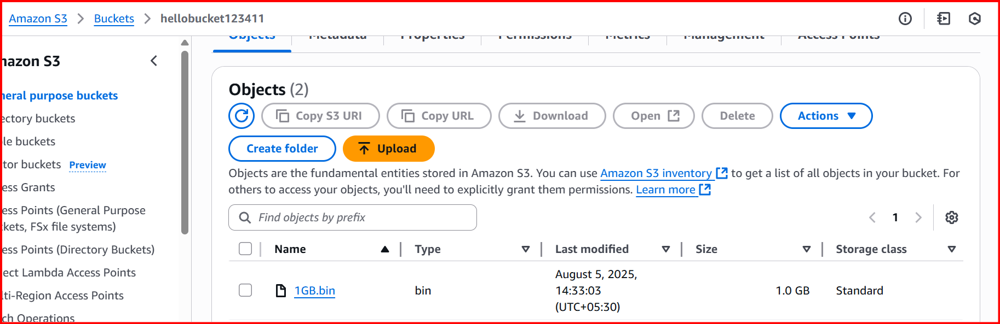 Amazon S3 > Buckets > hellobucket123411
Objects Metadata Properties Permissions Metrics Management Access Points
mazon S3
neral purpose buckets
ectory buckets
le buckets
tor buckets Preview
ess Grants
ess Points (General Purpose
kets, FSx file systems)
ess Points (Directory Buckets)
ect Lambda Access Points
lti-Region Access Points
ch Operations
Objects (2)
Copy S3 URI Copy URL Download Open Delete Actions
Create folder Upload
Objects are the fundamental entities stored in Amazon S3. You can use Amazon S3 inventory to get a list of all objects in your bucket. For
others to access your objects, you'll need to explicitly grant them permissions. Learn more
Find objects by prefix
1
Name Type Last modified Size Storage class
1GB.bin bin August 5, 2025, 1.0 GB Standard
14:33:03
(UTC+05:30)